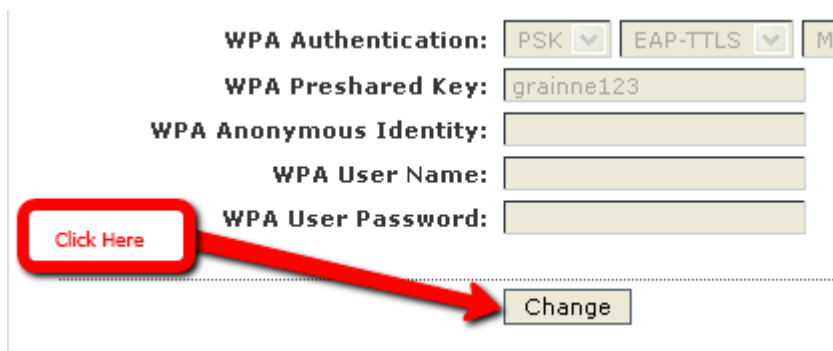 WPA Authentication: PSK EAP-TTLS M
WPA Preshared Key: grainne123
WPA Anonymous Identity:
WPA User Name:
WPA User Password:
Click Here
Change